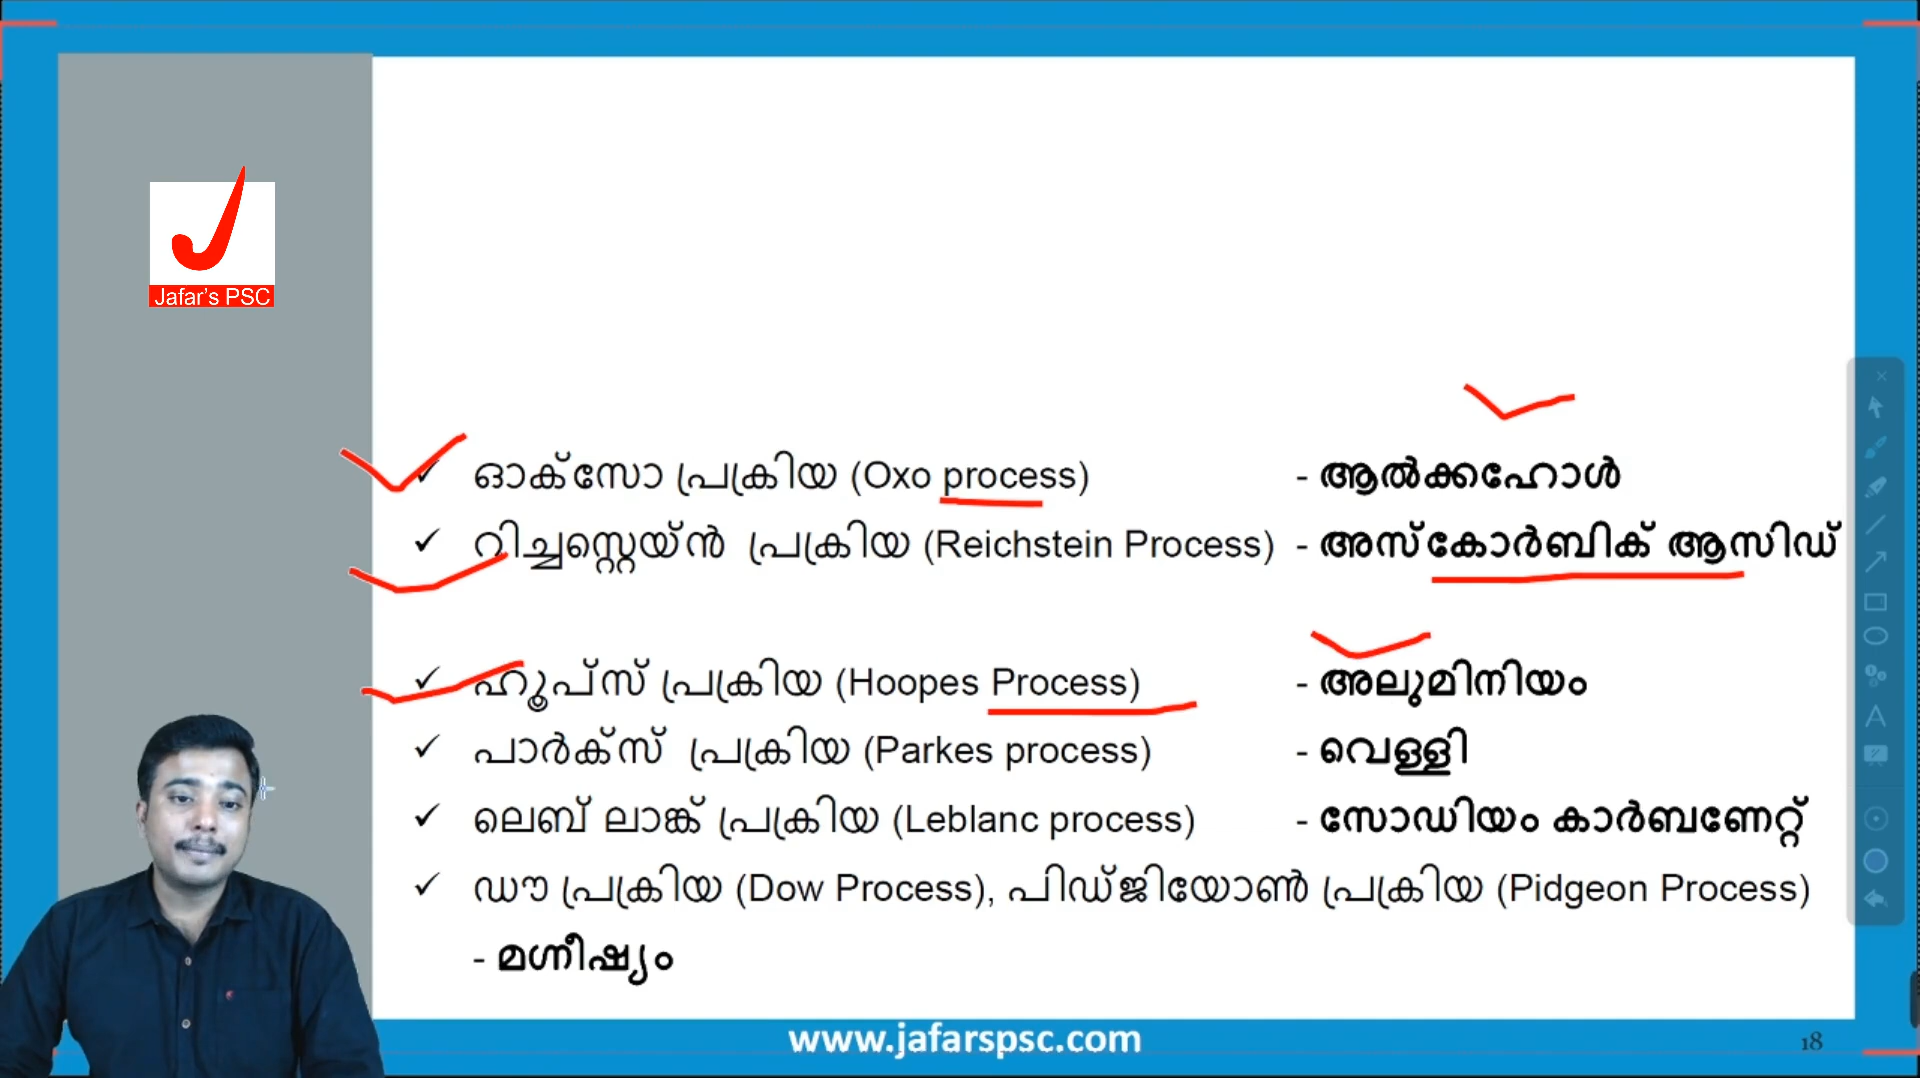 Jafar's PSC
✓ ഓക്സോ പ്രക്രിയ (Oxo process) - ആൽക്കഹോൾ
✓ റിച്ചസ്റ്റെയ്ൻ പ്രക്രിയ (Reichstein Process) - അസ്കോർബിക് ആസിഡ്
✓ ഹൂപ്സ് പ്രക്രിയ (Hoopes Process) - അലുമിനിയം
✓ പാർക്സ് പ്രക്രിയ (Parkes process) - വെള്ളി
✓ ലെബ് ലാങ്ക് പ്രക്രിയ (Leblanc process) - സോഡിയം കാർബണേറ്റ്
✓ ഡൗ പ്രക്രിയ (Dow Process), പിഡ്ജിയോൺ പ്രക്രിയ (Pidgeon Process)
- മഗ്നീഷ്യം
www.jafarspsc.com
18